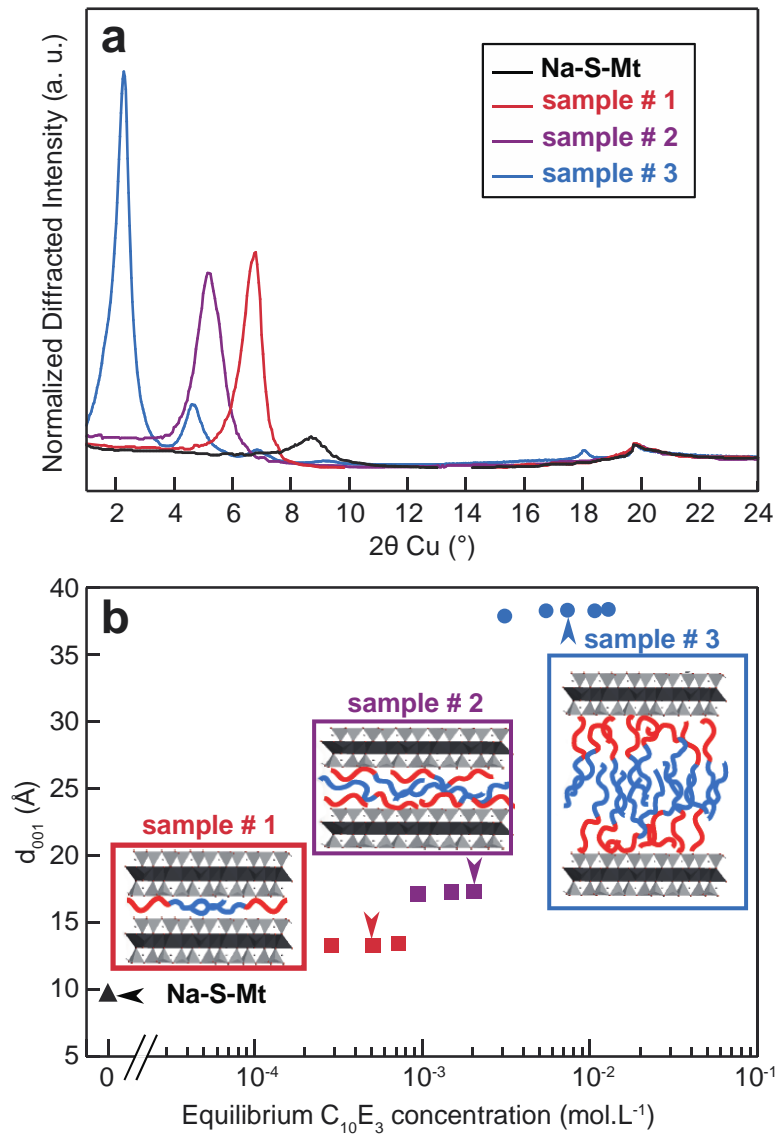 a
Normalized Diffracted Intensity (a. u.)
Na-S-Mt
sample # 1
sample # 2
sample # 3
2 4 6 8 10 12 14 16 18 20 22 24
2θ Cu (°)
b
d001 (Å)
40
35
30
25
20
15
10
5
sample # 3
sample # 2
sample # 1
Na-S-Mt
0 10-4 10-3 10-2 10-1
Equilibrium C10E3 concentration (mol.L-1)